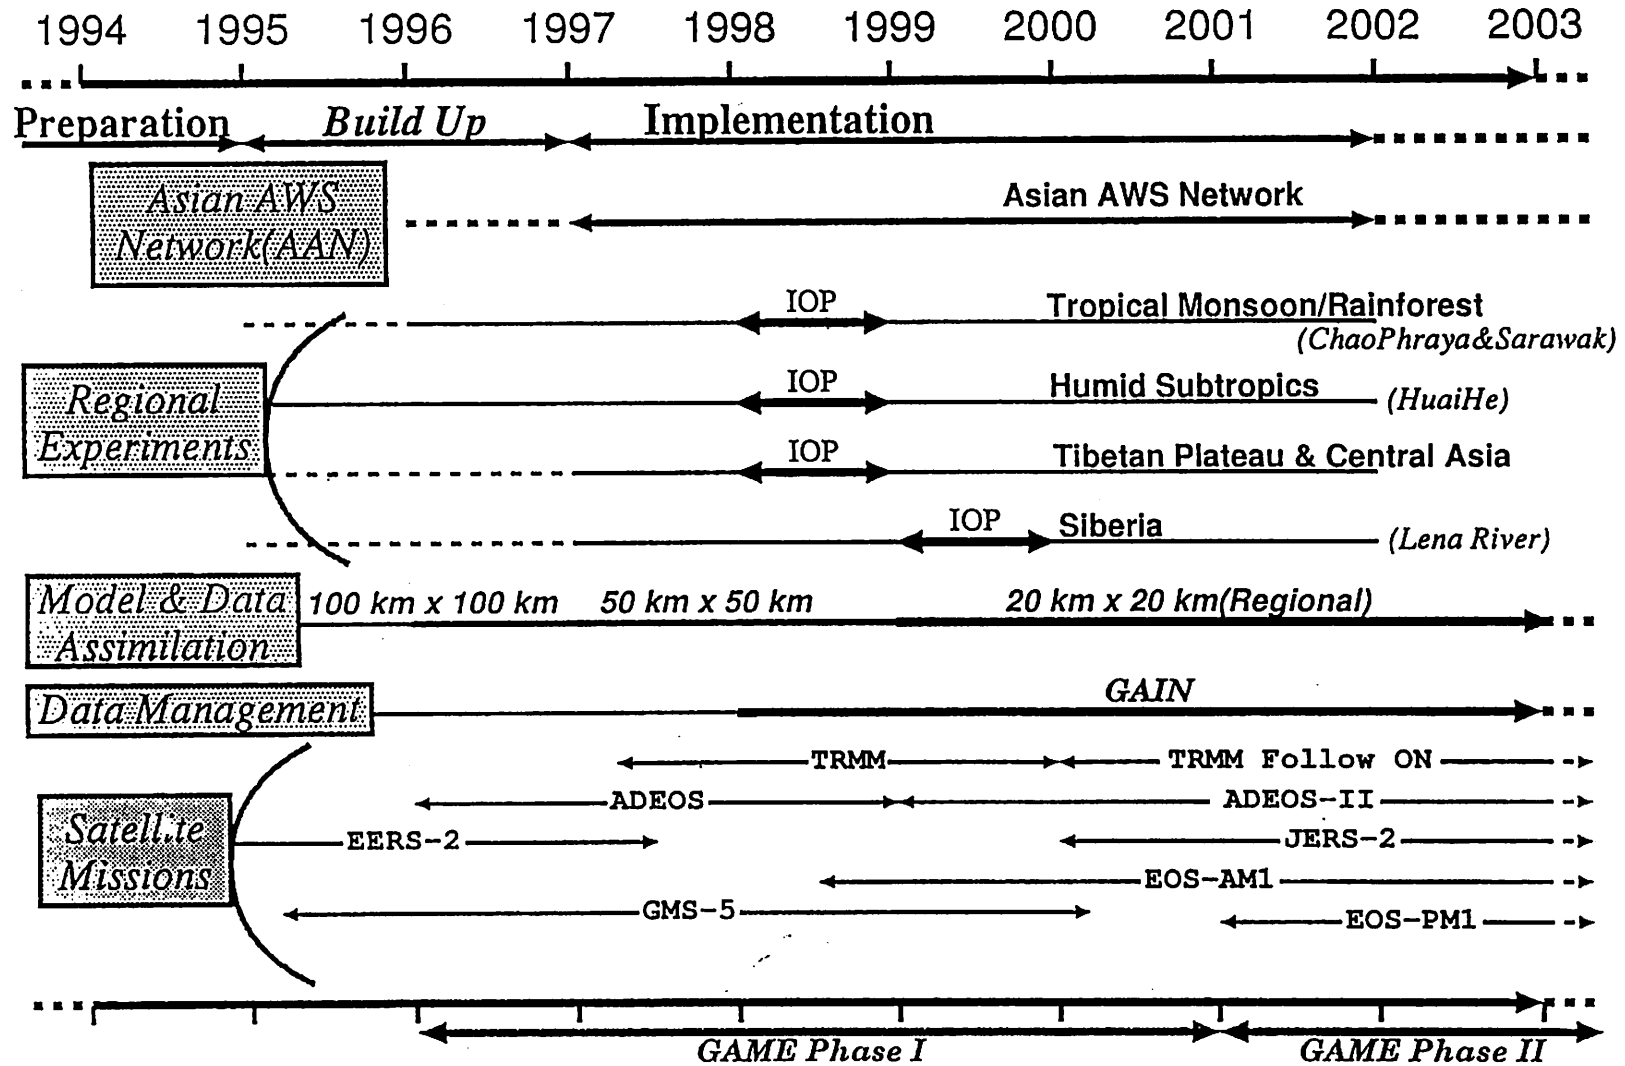 1994 1995 1996 1997 1998 1999 2000 2001 2002 2003
Preparation Build Up Implementation
Asian AWS
Network(AAN)
Asian AWS Network
IOP Tropical Monsoon/Rainforest
(ChaoPhraya&Sarawak)
Regional
Experiments
IOP Humid Subtropics (HuaiHe)
IOP Tibetan Plateau & Central Asia
IOP Siberia (Lena River)
Model & Data
Assimilation
100 km x 100 km 50 km x 50 km 20 km x 20 km(Regional)
Data Management GAIN
TRMM TRMM Follow ON
ADEOS ADEOS-II
Satellite
Missions
EERS-2 JERS-2
EOS-AM1
GMS-5
EOS-PM1
GAME Phase I GAME Phase II